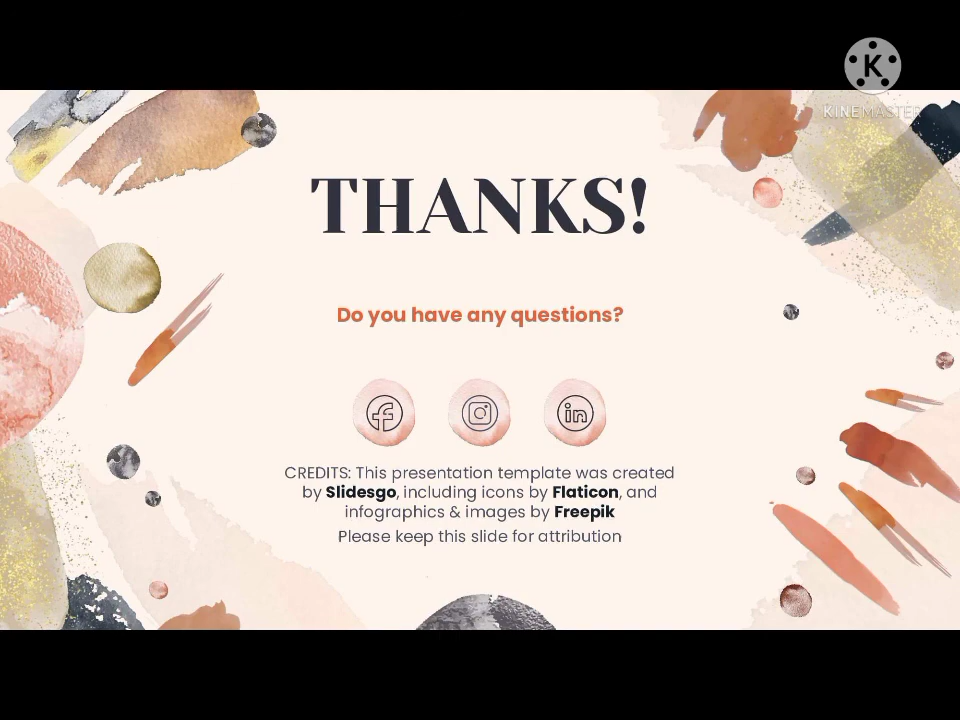 K
KINEMASTER
THANKS!
Do you have any questions?
in
CREDITS: This presentation template was created
by Slidesgo, including icons by Flaticon, and
infographics & images by Freepik
Please keep this slide for attribution